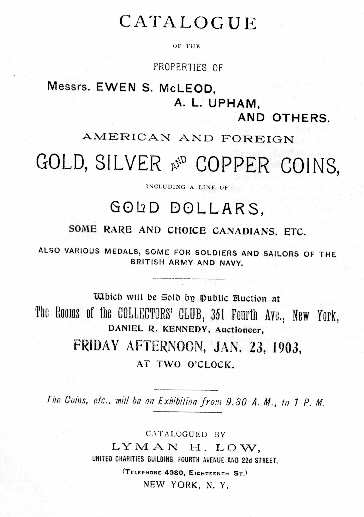 CATALOGUE
OF THE
PROPERTIES OF
Messrs. EWEN S. McLEOD,
A. L. UPHAM,
AND OTHERS.
AMERICAN AND FOREIGN
GOLD, SILVER AND COPPER COINS,
INCLUDING A LINE OF
GOLD DOLLARS,
SOME RARE AND CHOICE CANADIANS, ETC.
ALSO VARIOUS MEDALS, SOME FOR SOLDIERS AND SAILORS OF THE
BRITISH ARMY AND NAVY.
Which will be Sold by Public Auction at
The Rooms of the COLLECTORS' CLUB, 351 Fourth Ave., New York,
DANIEL R. KENNEDY, Auctioneer,
FRIDAY AFTERNOON, JAN. 23, 1903,
AT TWO O'CLOCK.
The Coins, etc., will be on Exhibition from 9.30 A. M., to 1 P. M.
CATALOGUED BY
LYMAN H. LOW,
UNITED CHARITIES BUILDING, FOURTH AVENUE AND 22d STREET,
(TELEPHONE 4980, EIGHTEENTH ST.)
NEW YORK, N. Y.